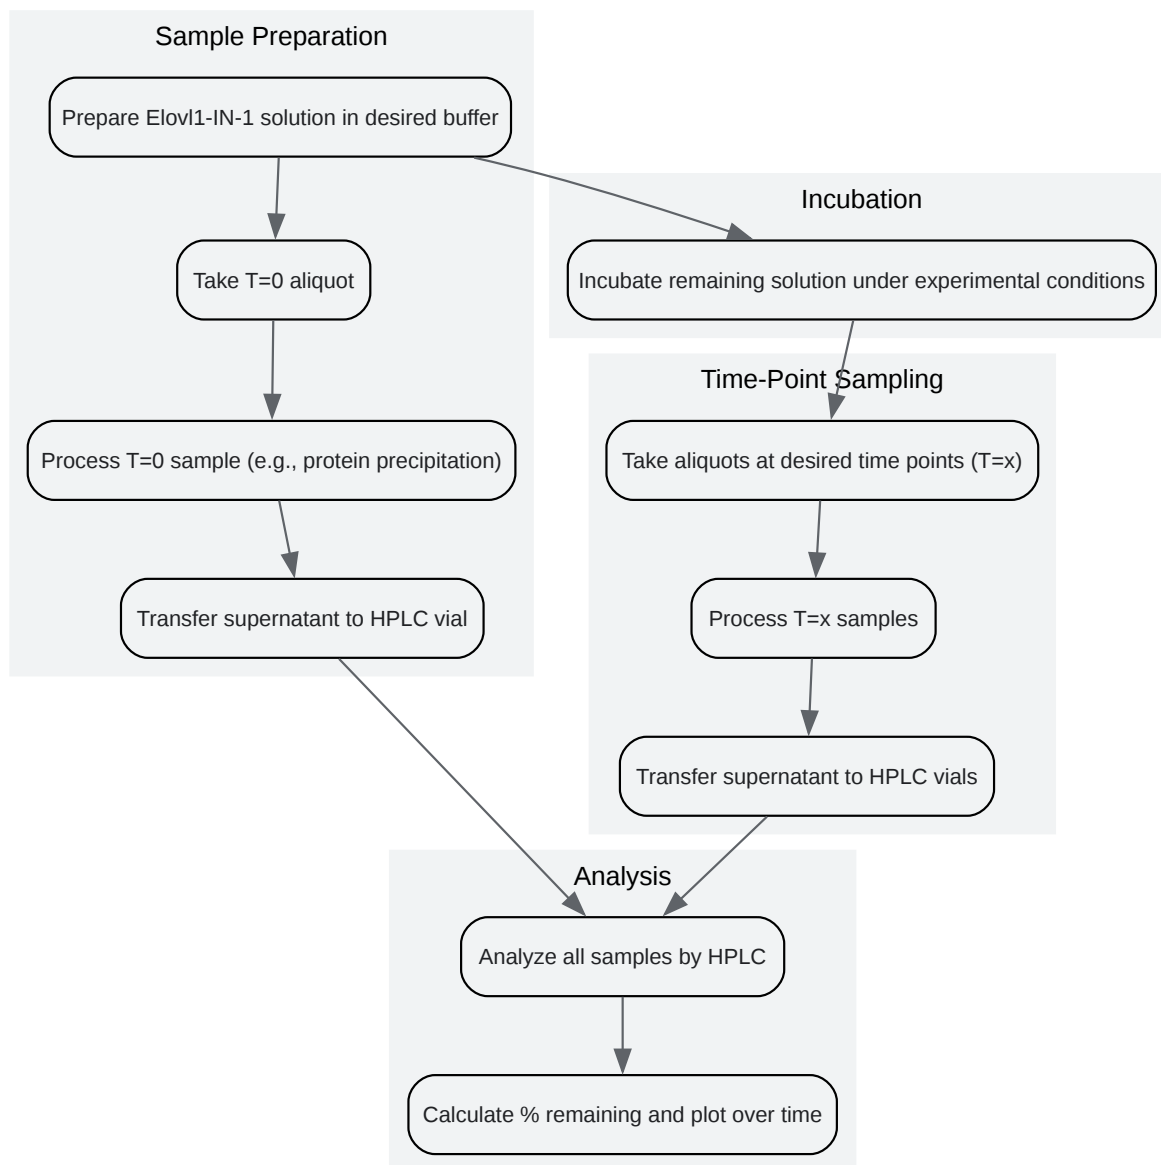 Sample Preparation
Prepare Elovl1-IN-1 solution in desired buffer
Take T=0 aliquot
Process T=0 sample (e.g., protein precipitation)
Transfer supernatant to HPLC vial
Incubation
Incubate remaining solution under experimental conditions
Time-Point Sampling
Take aliquots at desired time points (T=x)
Process T=x samples
Transfer supernatant to HPLC vials
Analysis
Analyze all samples by HPLC
Calculate % remaining and plot over time